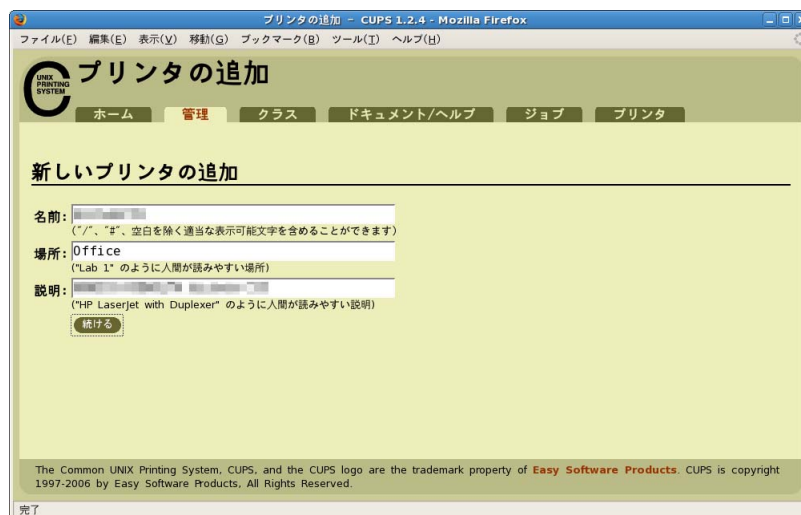 プリンタの追加 - CUPS 1.2.4 - Mozilla Firefox
ファイル(F) 編集(E) 表示(V) 移動(G) ブックマーク(B) ツール(T) ヘルプ(H)
UNIX
PRINTING
SYSTEM
プリンタの追加
ホーム 管理 クラス ドキュメント/ヘルプ ジョブ プリンタ
新しいプリンタの追加
名前:
("/"、"#"、空白を除く適当な表示可能文字を含めることができます)
場所: Office
("Lab 1" のように人間が読みやすい場所)
説明:
("HP LaserJet with Duplexer" のように人間が読みやすい説明)
続ける
The Common UNIX Printing System, CUPS, and the CUPS logo are the trademark property of Easy Software Products. CUPS is copyright
1997-2006 by Easy Software Products, All Rights Reserved.
完了